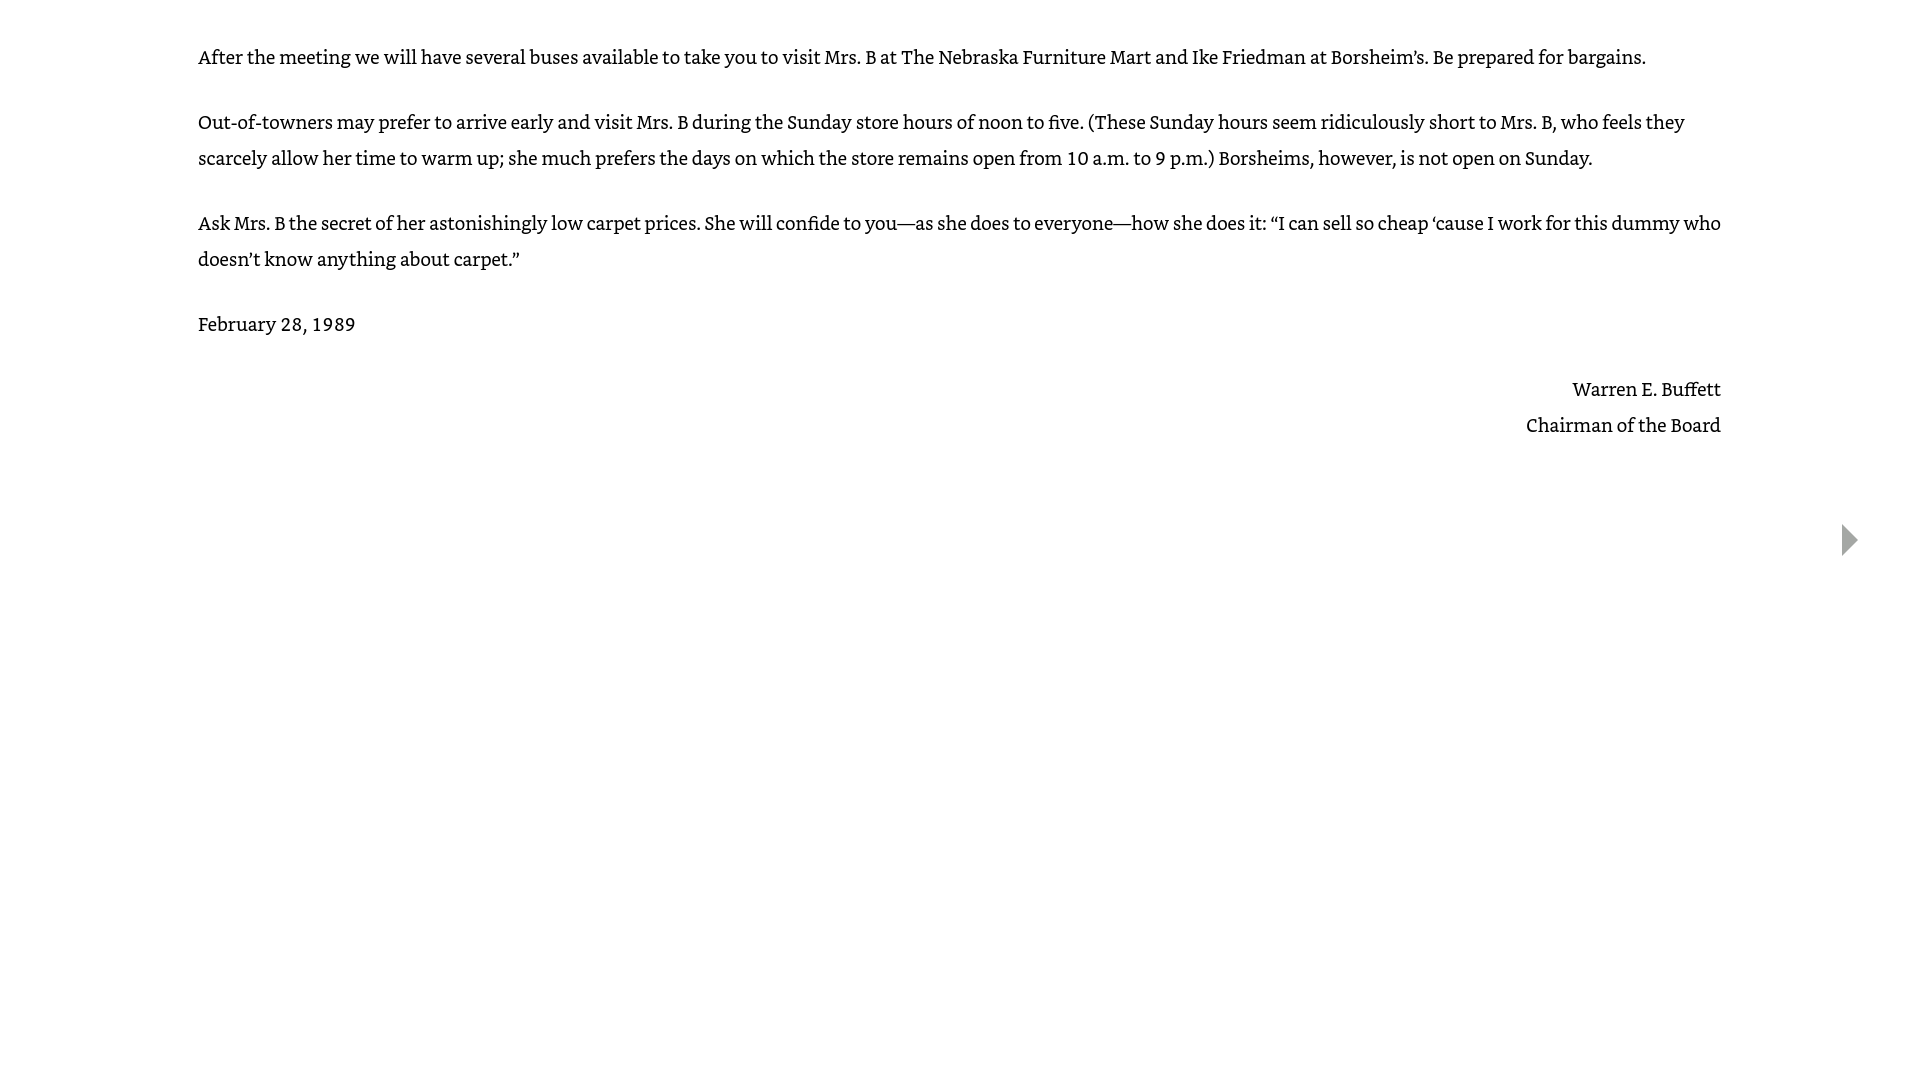 After the meeting we will have several buses available to take you to visit Mrs. B at The Nebraska Furniture Mart and Ike Friedman at Borsheim’s. Be prepared for bargains.
Out-of-towners may prefer to arrive early and visit Mrs. B during the Sunday store hours of noon to five. (These Sunday hours seem ridiculously short to Mrs. B, who feels they
scarcely allow her time to warm up; she much prefers the days on which the store remains open from 10 a.m. to 9 p.m.) Borsheims, however, is not open on Sunday.
Ask Mrs. B the secret of her astonishingly low carpet prices. She will confide to you—as she does to everyone—how she does it: “I can sell so cheap ‘cause I work for this dummy who
doesn’t know anything about carpet.”
February 28, 1989
Warren E. Buffett
Chairman of the Board